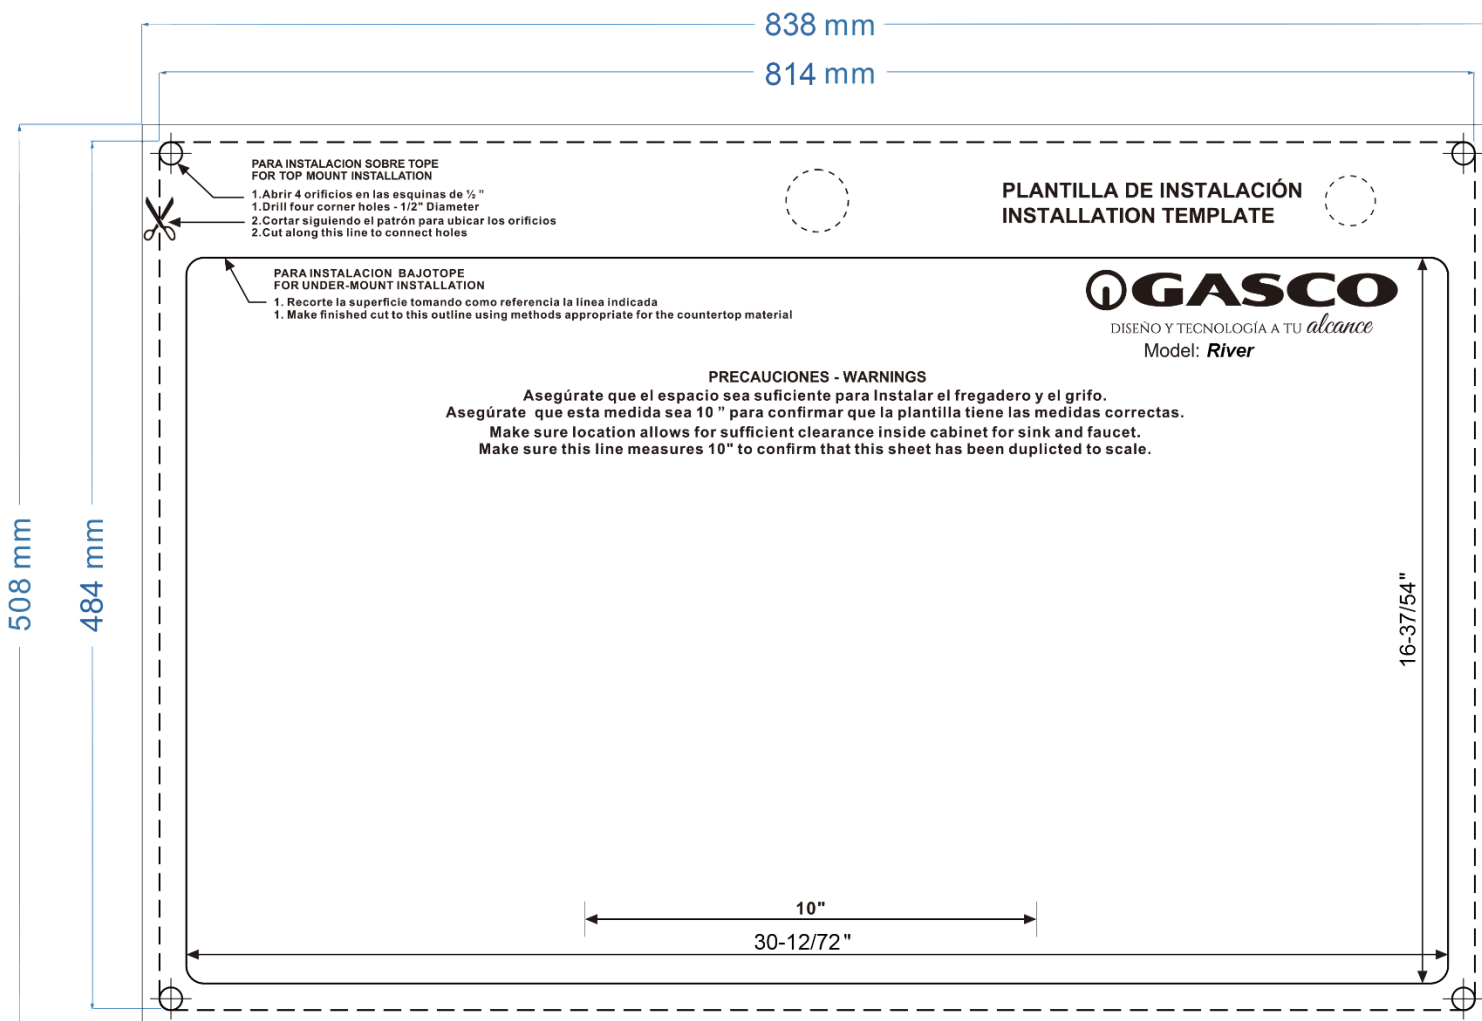 838 mm
814 mm
PARA INSTALACION SOBRE TOPE
FOR TOP MOUNT INSTALLATION
1.Abrir 4 orificios en las esquinas de ½ "
1.Drill four corner holes - 1/2" Diameter
2.Cortar siguiendo el patrón para ubicar los orificios
2.Cut along this line to connect holes
PLANTILLA DE INSTALACIÓN
INSTALLATION TEMPLATE
PARA INSTALACION BAJOTOPE
FOR UNDER-MOUNT INSTALLATION
1. Recorte la superficie tomando como referencia la línea indicada
1. Make finished cut to this outline using methods appropriate for the countertop material
GASCO
DISEÑO Y TECNOLOGÍA A TU alcance
Model: River
PRECAUCIONES - WARNINGS
Asegúrate que el espacio sea suficiente para Instalar el fregadero y el grifo.
Asegúrate que esta medida sea 10 ” para confirmar que la plantilla tiene las medidas correctas.
Make sure location allows for sufficient clearance inside cabinet for sink and faucet.
Make sure this line measures 10" to confirm that this sheet has been duplicted to scale.
508 mm
484 mm
16-37/54"
10"
30-12/72"